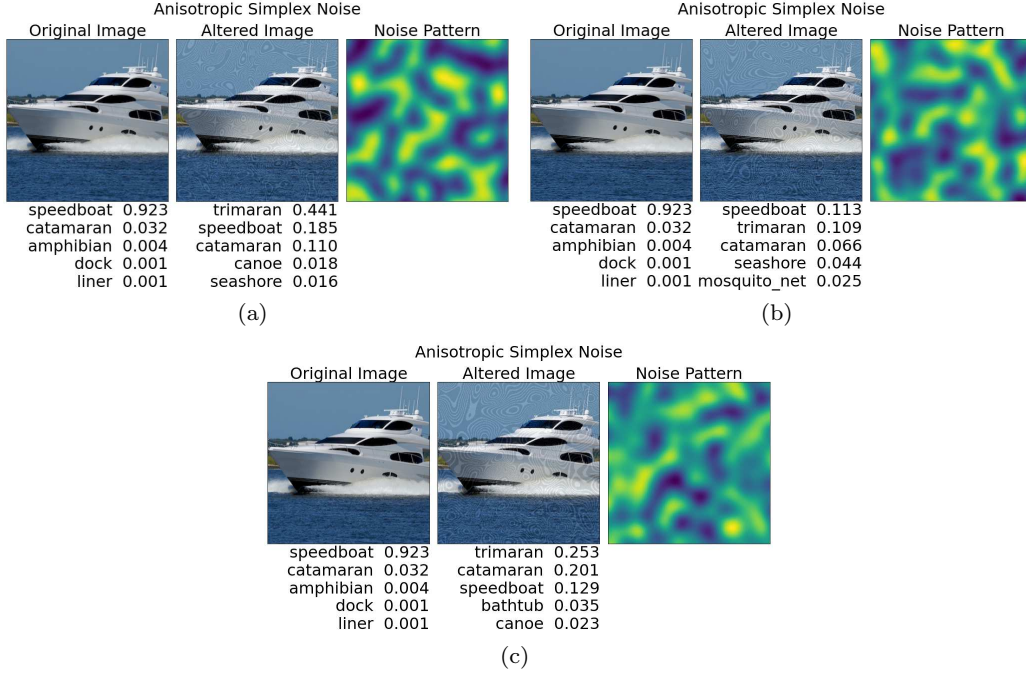 Anisotropic Simplex Noise
Original Image Altered Image Noise Pattern
speedboat 0.923 trimaran 0.441
catamaran 0.032 speedboat 0.185
amphibian 0.004 catamaran 0.110
dock 0.001 canoe 0.018
liner 0.001 seashore 0.016
(a)
Anisotropic Simplex Noise
Original Image Altered Image Noise Pattern
speedboat 0.923 speedboat 0.113
catamaran 0.032 trimaran 0.109
amphibian 0.004 catamaran 0.066
dock 0.001 seashore 0.044
liner 0.001 mosquito_net 0.025
(b)
Anisotropic Simplex Noise
Original Image Altered Image Noise Pattern
speedboat 0.923 trimaran 0.253
catamaran 0.032 catamaran 0.201
amphibian 0.004 speedboat 0.129
dock 0.001 bathtub 0.035
liner 0.001 canoe 0.023
(c)